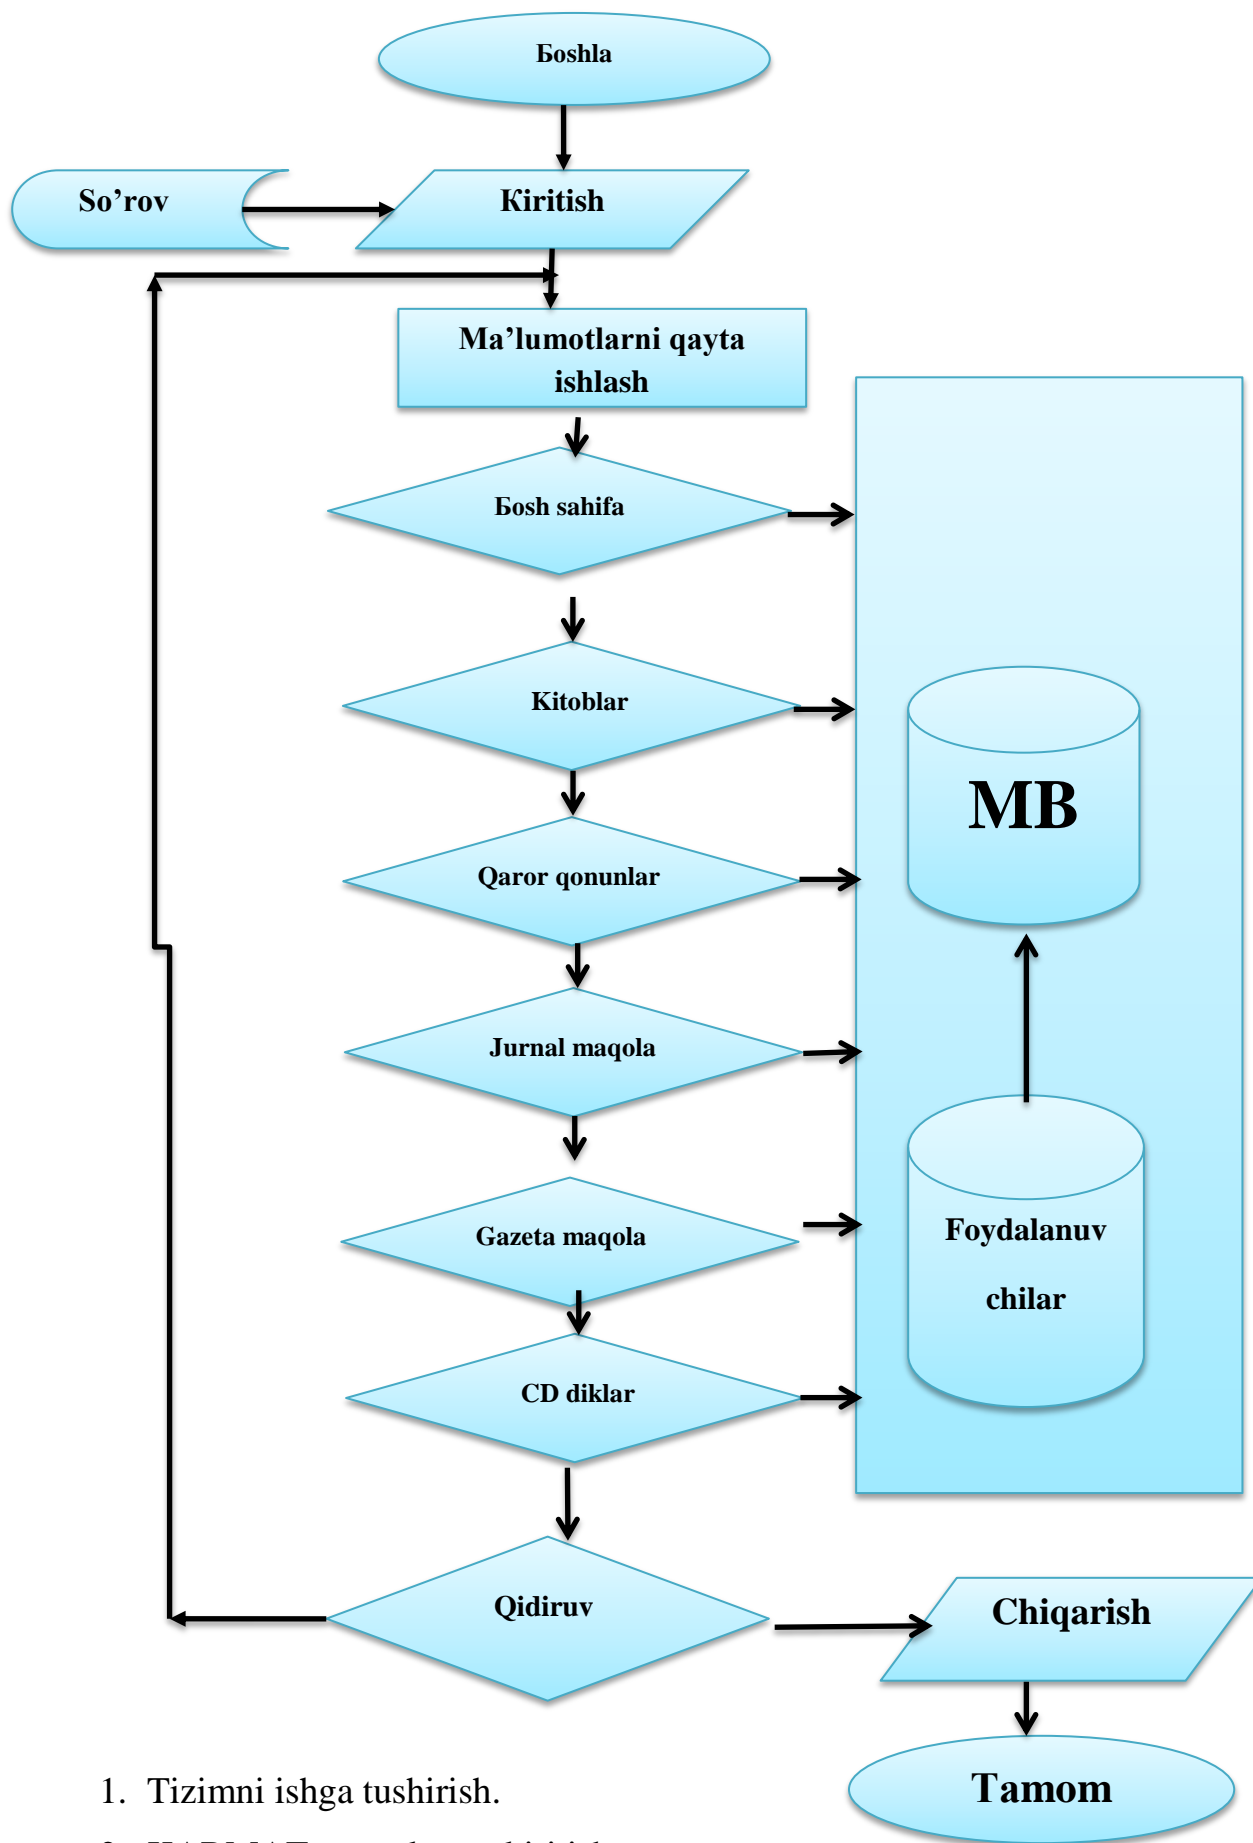 Бoshla
So’rov
Кiritish
Ma’lumotlarni qayta
ishlash
Бosh sahifa
Kitoblar
MB
Qaror qonunlar
Jurnal maqola
Gazeta maqola
Foydalanuv
chilar
CD diklar
Qidiruv
Chiqarish
Tamom
1. Tizimni ishga tushirish.